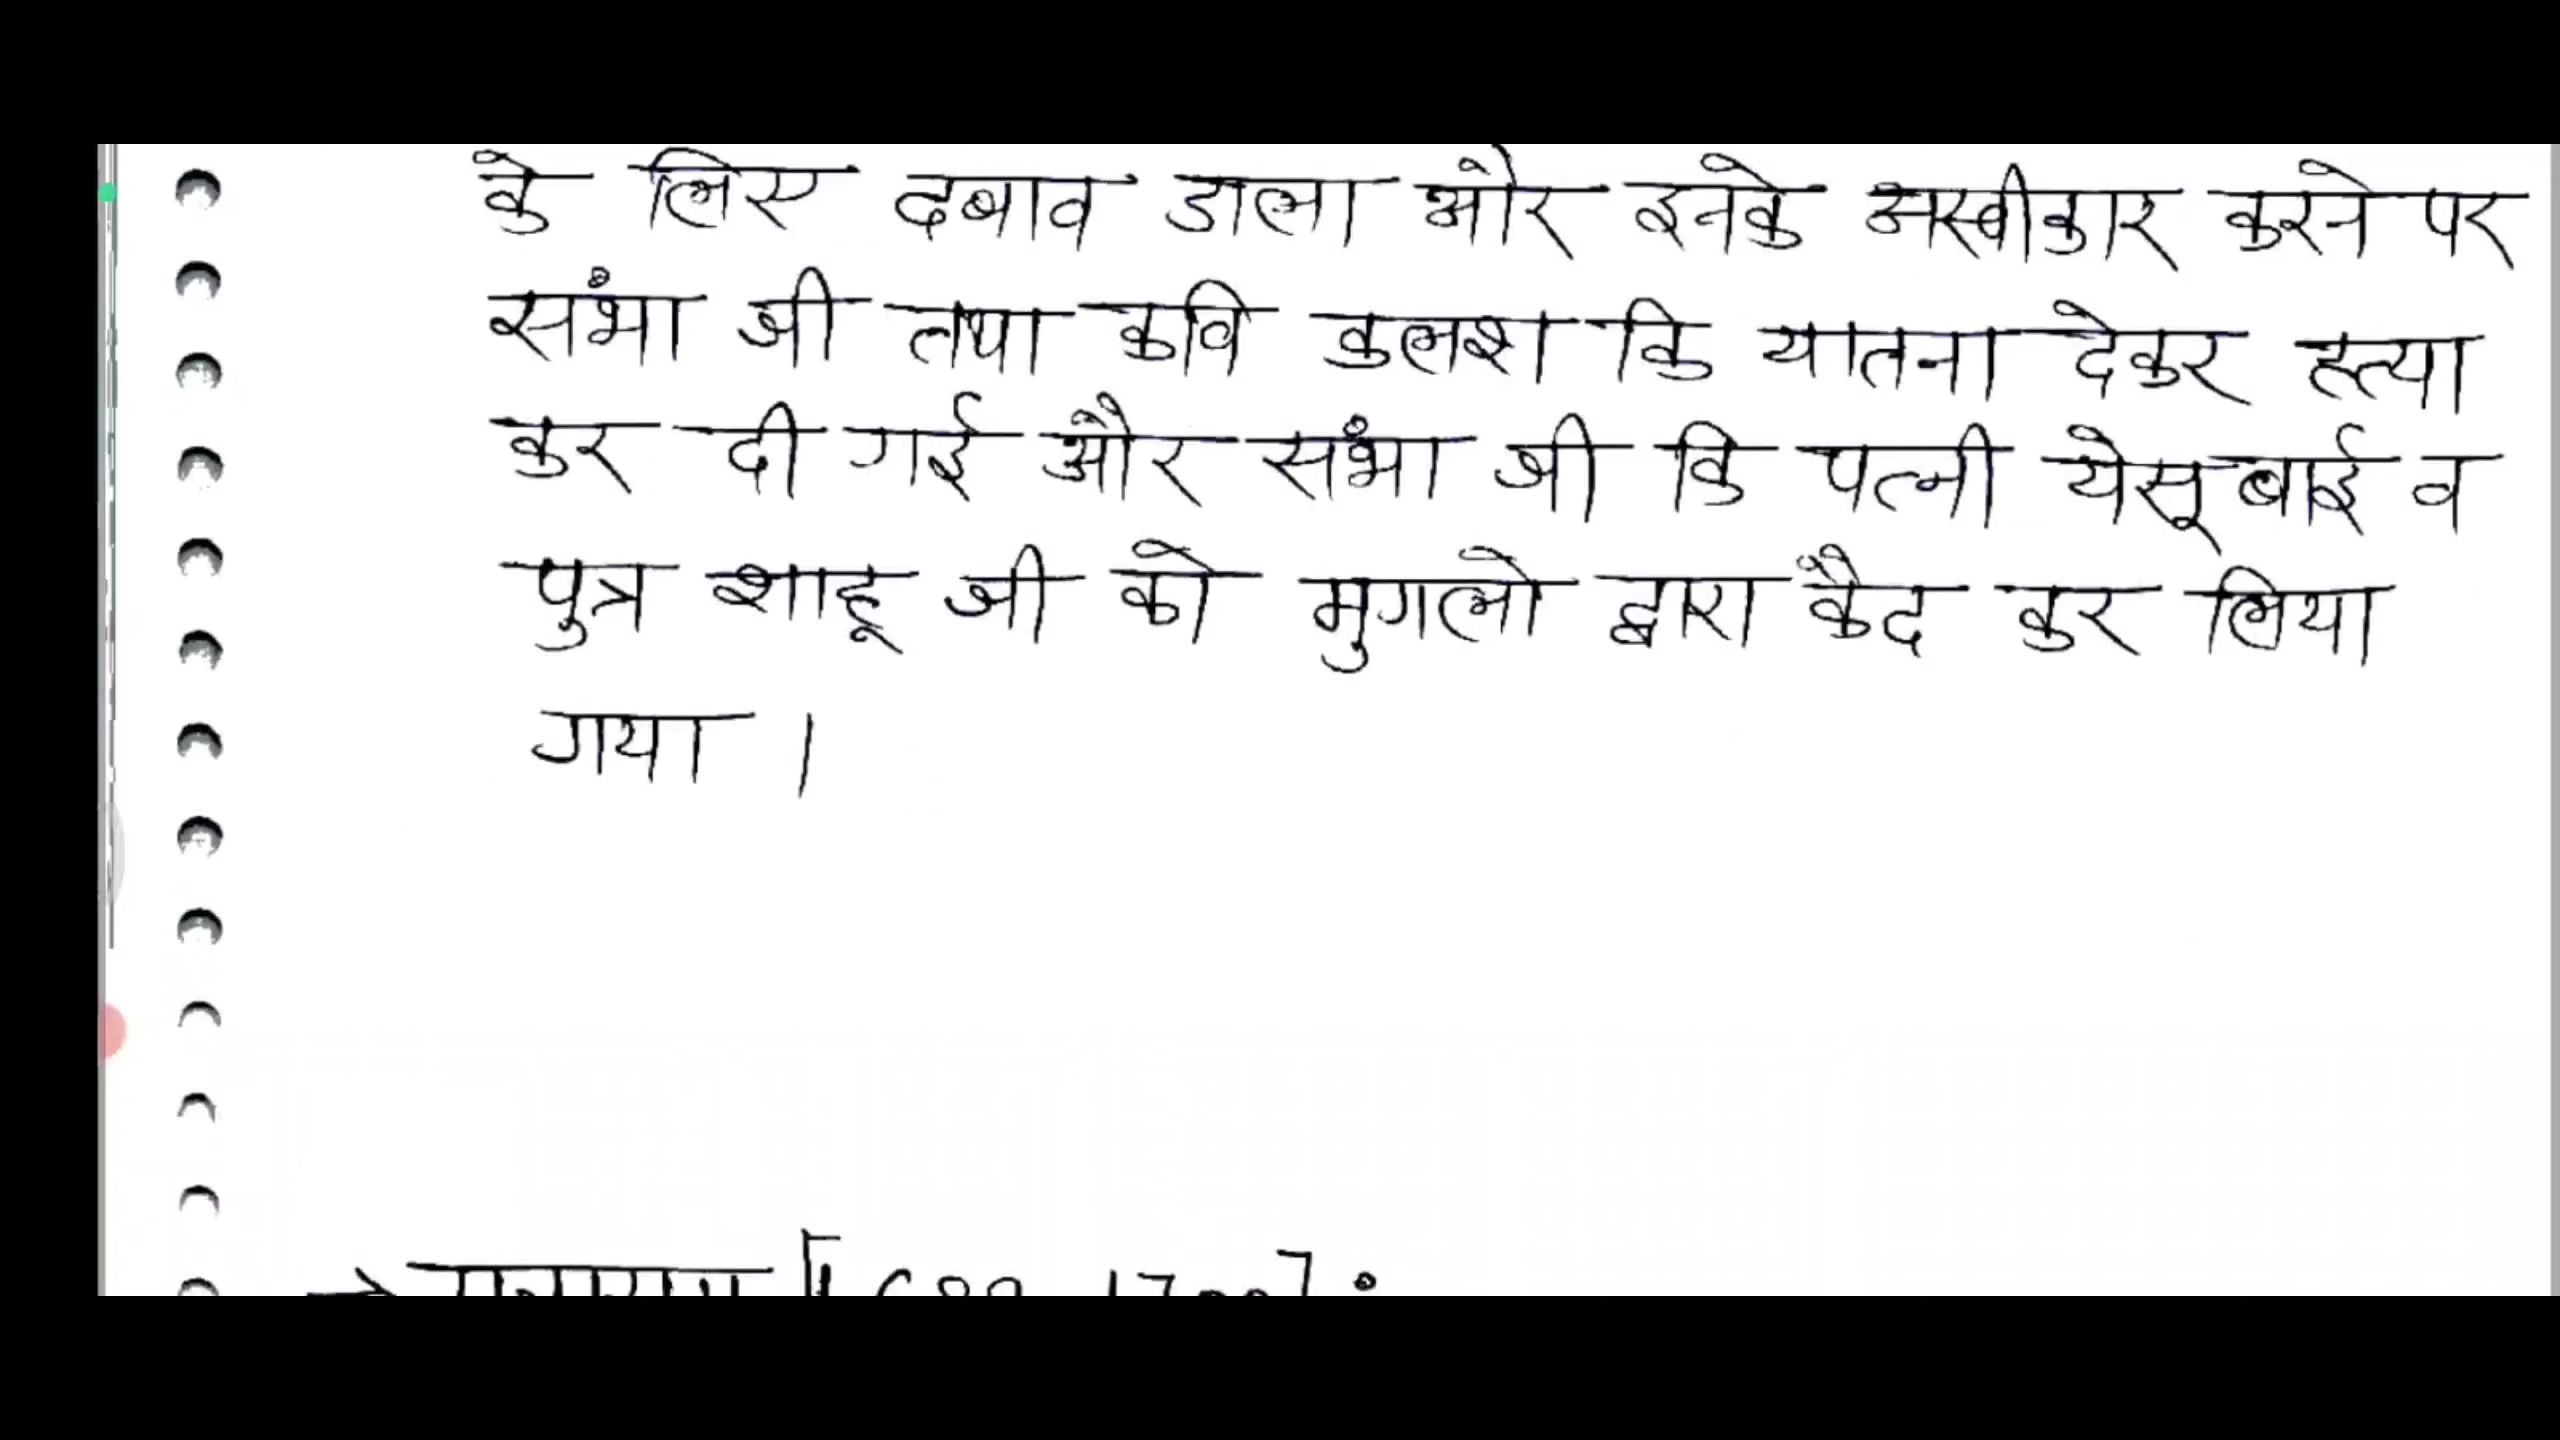 के लिए दबाव डाला और इनके अस्वीकार करने पर
संभा जी तथा कवि कलश कि यातना देकर हत्या
कर दी गई और संभा जी कि पत्नी येसूबाई व
पुत्र शाहू जी को मुगलो द्वारा कैद कर लिया
गया ।